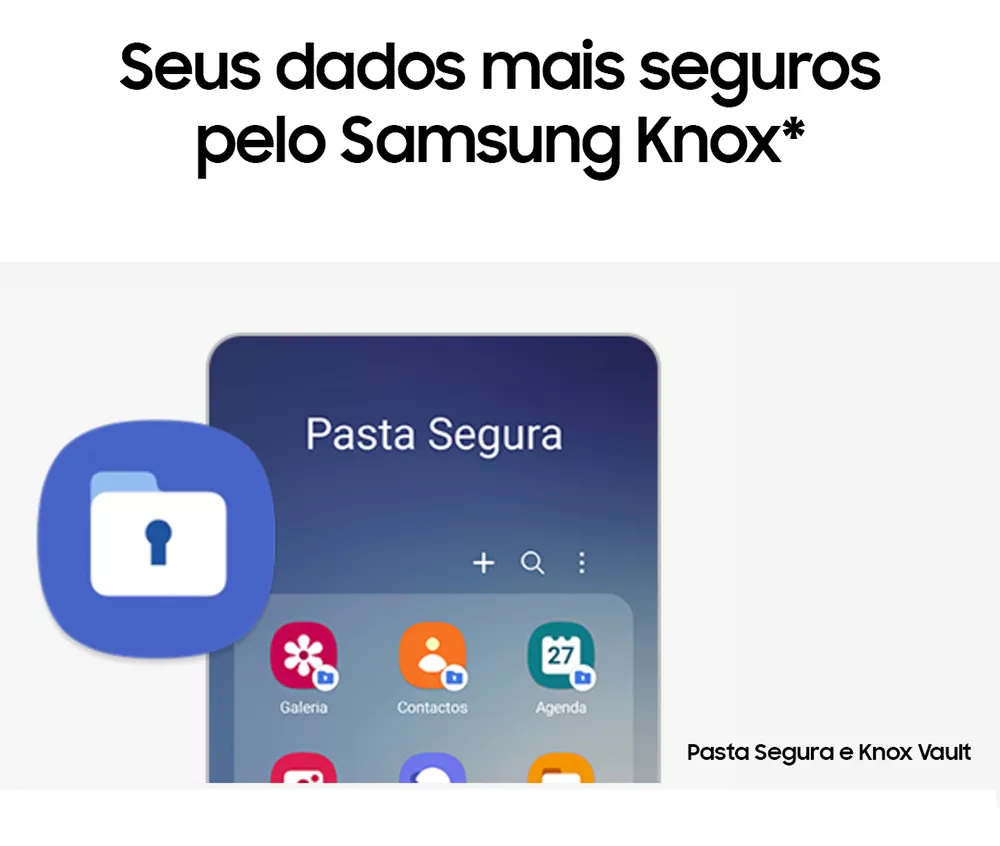 Seus dados mais seguros
pelo Samsung Knox*
Pasta Segura
27
Galeria
Contactos
Agenda
Pasta Segura e Knox Vault